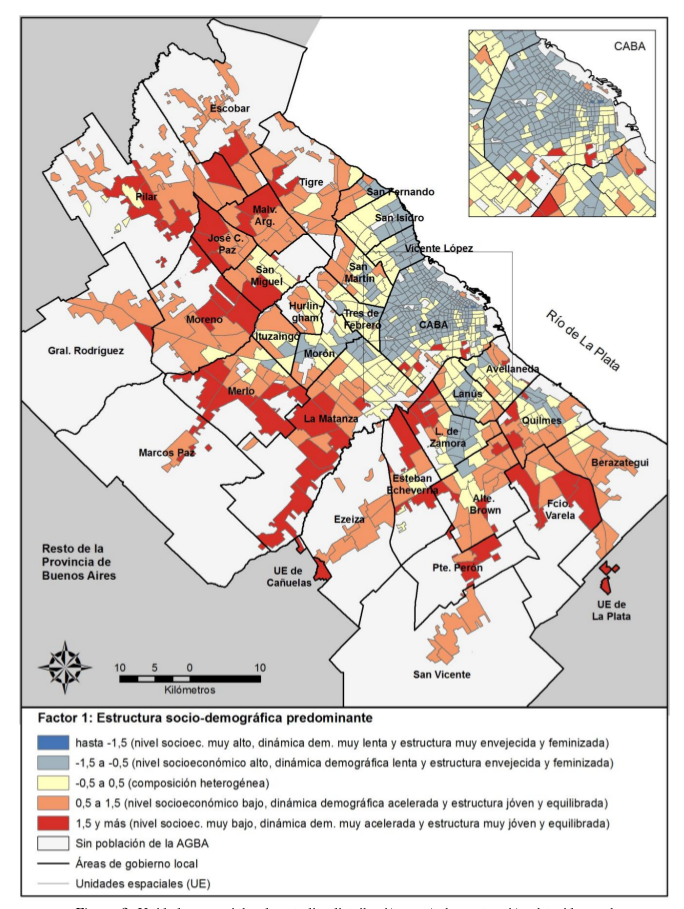 CABA
Escobar
Pilar
Tigre
San Fernando
Malv.
Arg.
San Isidro
José C.
Paz
Vicente López
San
Miguel
San
Martín
Hurlin-
gham
Moreno
Tres de
Febrero
CABA
Río de La Plata
Ituzaingó
Gral. Rodríguez
Morón
Avellaneda
Merlo
Lanús
La Matanza
Quilmes
L. de
Zamora
Marcos Paz
Berazategui
Esteban
Echeverría
Alte.
Brown
Fcio.
Varela
Ezeiza
Resto de la
Provincia de
Buenos Aires
UE de
Cañuelas
Pte. Perón
UE de
La Plata
San Vicente
10 5 0 10
Kilómetros
Factor 1: Estructura socio-demográfica predominante
hasta -1,5 (nivel socioec. muy alto, dinámica dem. muy lenta y estructura muy envejecida y feminizada)
-1,5 a -0,5 (nivel socioeconómico alto, dinámica demográfica lenta y estructura envejecida y feminizada)
-0,5 a 0,5 (composición heterogénea)
0,5 a 1,5 (nivel socioeconómico bajo, dinámica demográfica acelerada y estructura jóven y equilibrada)
1,5 y más (nivel socioec. muy bajo, dinámica dem. muy acelerada y estructura muy jóven y equilibrada)
Sin población de la AGBA
Áreas de gobierno local
Unidades espaciales (UE)